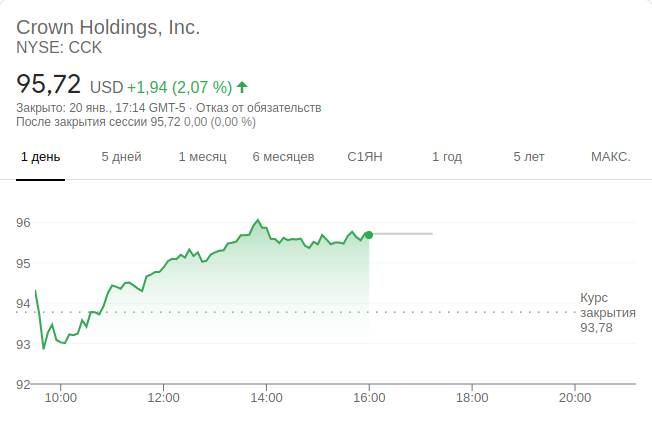 Crown Holdings, Inc.
NYSE: CCK
95,72 USD +1,94 (2,07 %)
Закрыто: 20 янв., 17:14 GMT-5 · Отказ от обязательств
После закрытия сессии 95,72 0,00 (0,00 %)
1 день 5 дней 1 месяц 6 месяцев С1ЯН 1 год 5 лет МАКС.
96
95
94
93
92
Курс
закрытия
93,78
10:00 12:00 14:00 16:00 18:00 20:00